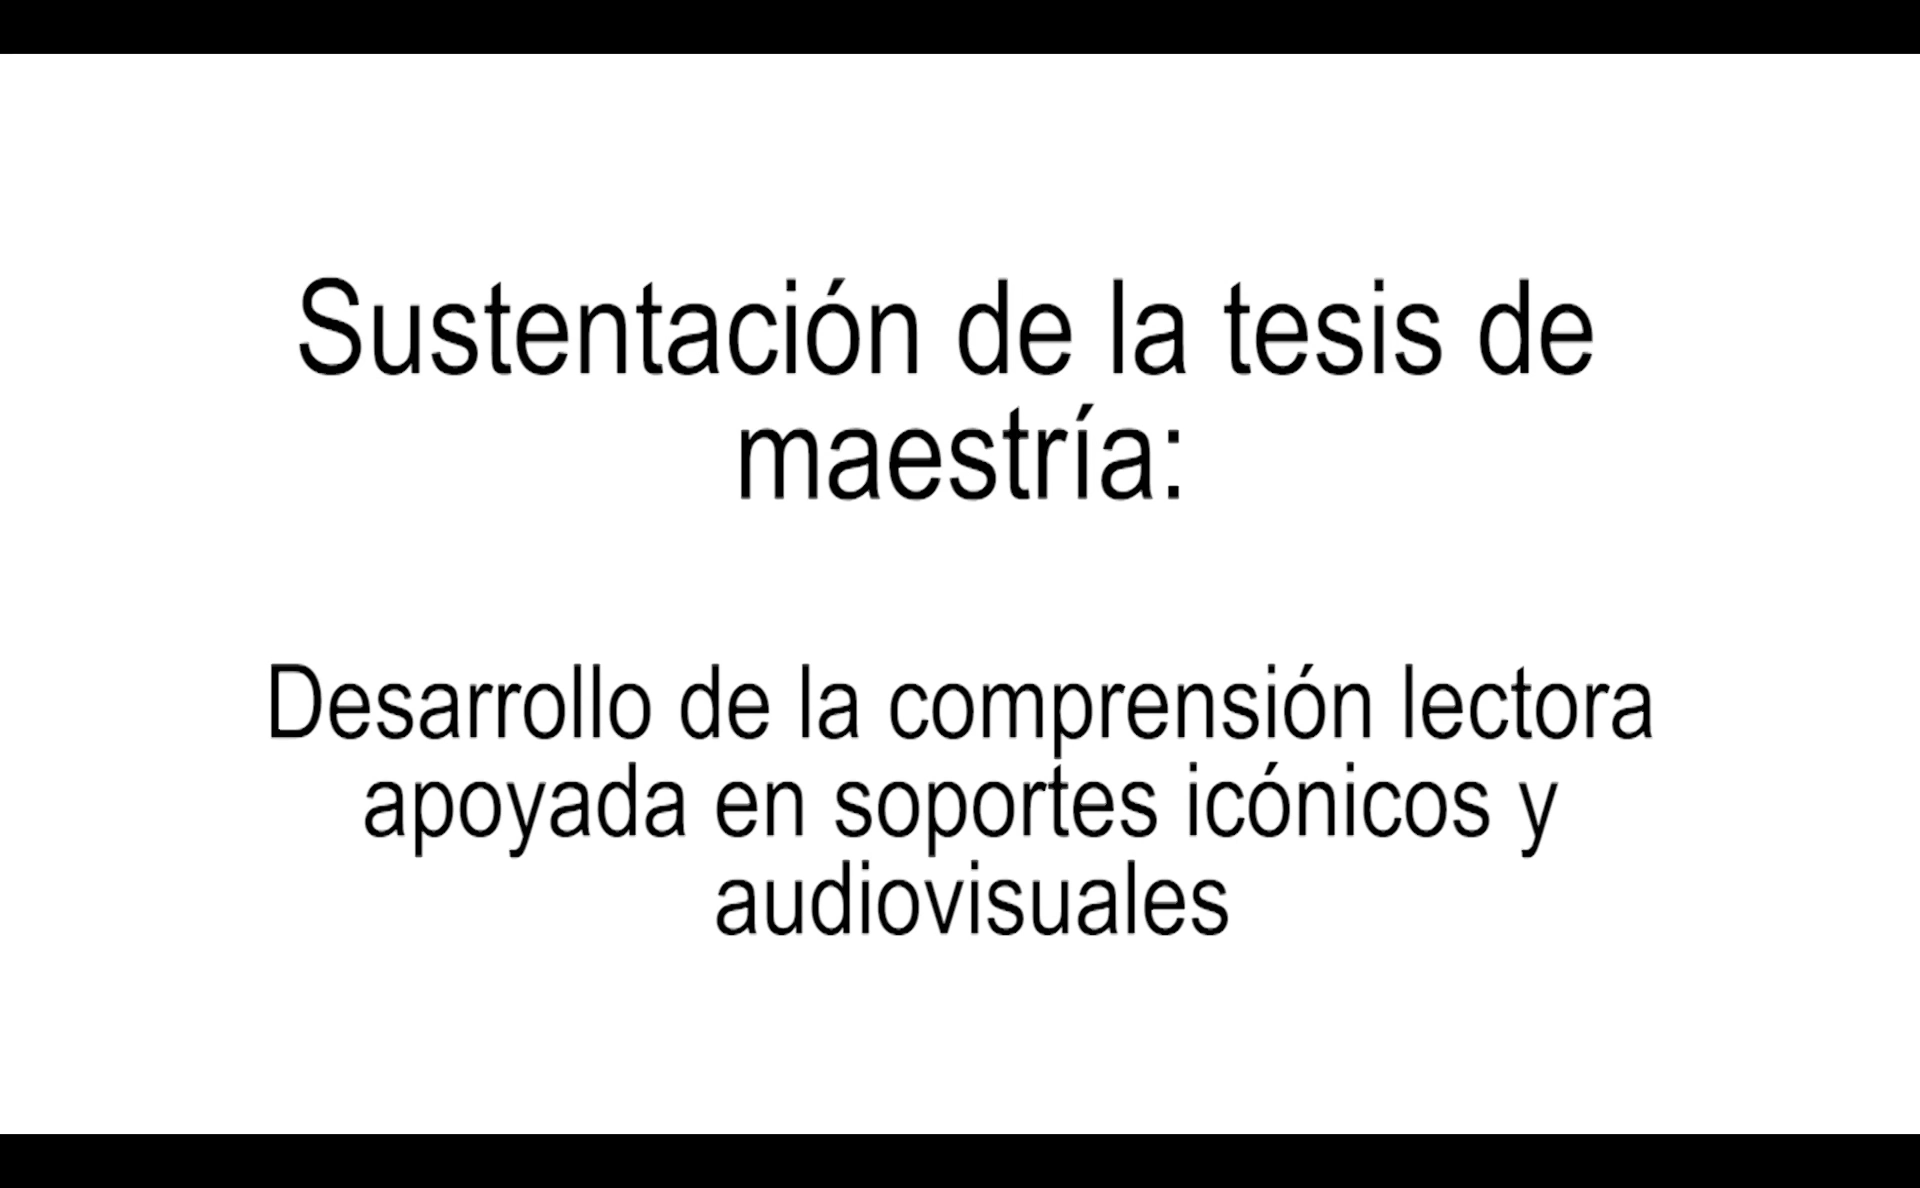 Sustentación de la tesis de
maestría:
Desarrollo de la comprensión lectora
apoyada en soportes icónicos y
audiovisuales